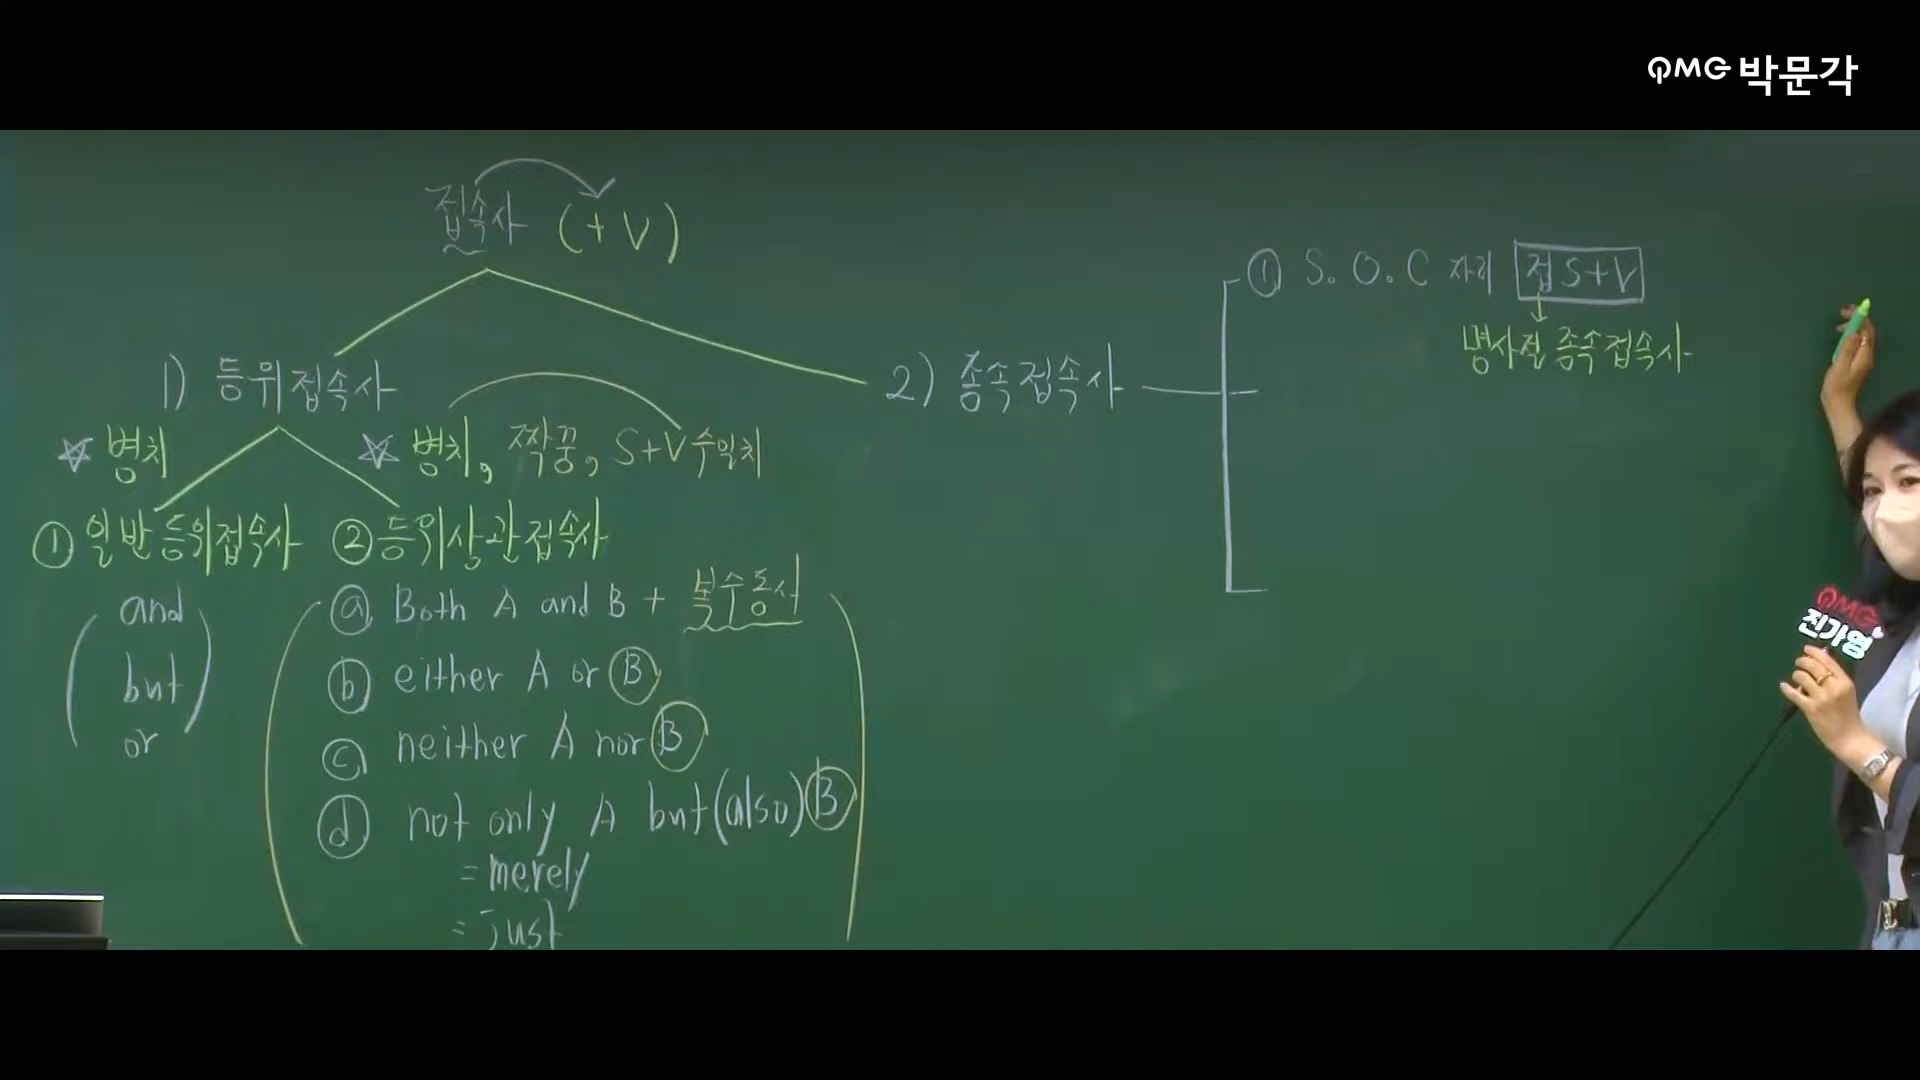 QMG 박문각
접속사 (+V)
1) 등위접속사
☆ 병치
☆ 병치, 짝꿍, S+V수일치
① 일반등위접속사
and
but
or
② 등위상관접속사
ⓐ Both A and B + 복수동사
ⓑ either A or Ⓑ
ⓒ neither A nor Ⓑ
ⓓ not only A but(also)Ⓑ
= merely
= just
2) 종속접속사
① S.O.C 자리 접S+V
↓
명사절 종속접속사
QMG
진가영